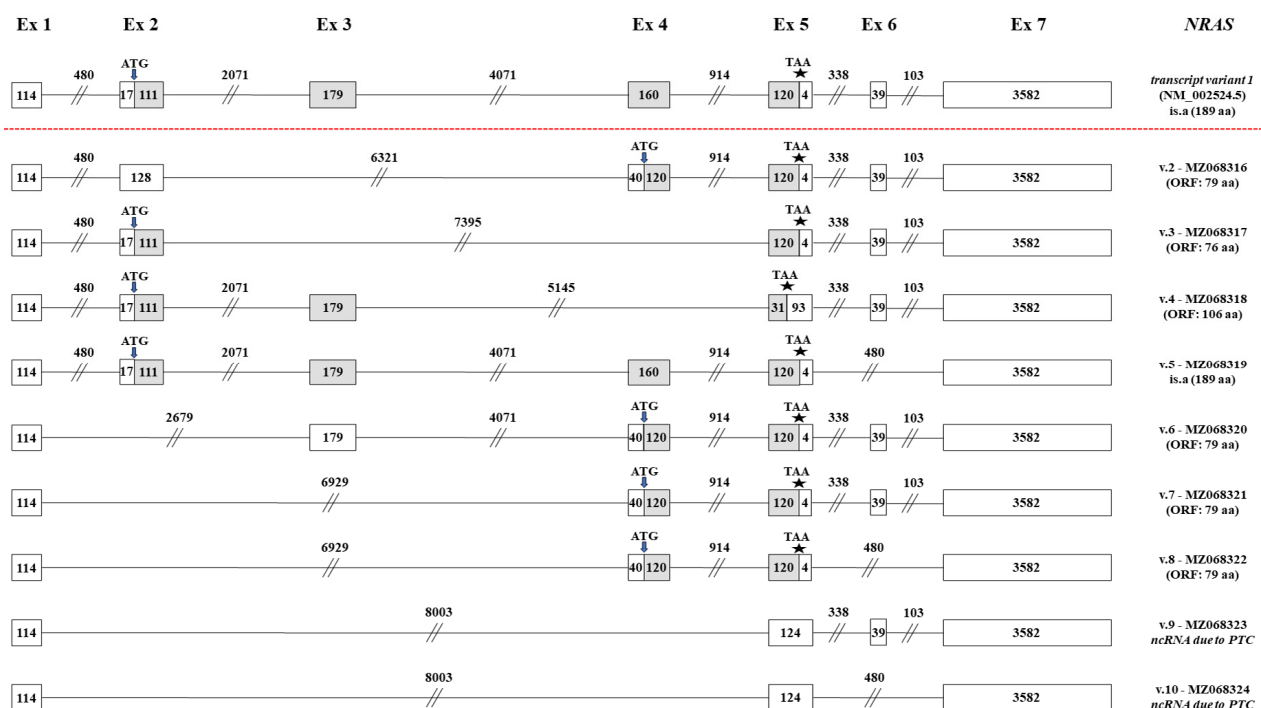 Ex 1 Ex 2 Ex 3 Ex 4 Ex 5 Ex 6 Ex 7 NRAS
ATG TAA
480 2071 4071 914 338 103
114 17 111 179 160 120 4 39 3582
transcript variant 1
(NM_002524.5)
is.a (189 aa)
ATG TAA
480 6321 914 338 103
114 128 40 120 120 4 39 3582
v.2 - MZ068316
(ORF: 79 aa)
ATG TAA
480 7395 338 103
114 17 111 120 4 39 3582
v.3 - MZ068317
(ORF: 76 aa)
ATG TAA
480 2071 5145 338 103
114 17 111 179 31 93 39 3582
v.4 - MZ068318
(ORF: 106 aa)
ATG TAA
480 2071 4071 914 480
114 17 111 179 160 120 4 3582
v.5 - MZ068319
is.a (189 aa)
ATG TAA
2679 4071 914 338 103
114 179 40 120 120 4 39 3582
v.6 - MZ068320
(ORF: 79 aa)
ATG TAA
6929 914 338 103
114 40 120 120 4 39 3582
v.7 - MZ068321
(ORF: 79 aa)
ATG TAA
6929 914 480
114 40 120 120 4 3582
v.8 - MZ068322
(ORF: 79 aa)
8003 338 103
114 124 39 3582
v.9 - MZ068323
ncRNA due to PTC
8003 480
114 124 3582
v.10 - MZ068324
ncRNA due to PTC